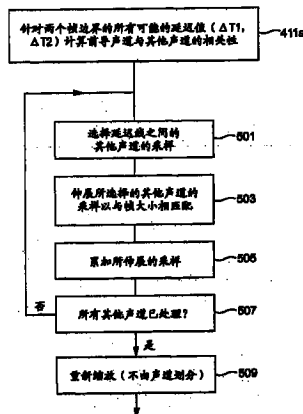 针对两个帧边界的所有可能的延迟值（ΔT1,
ΔT2）计算前导声道与其他声道的相关性
411a
选择延迟线之间的
其他声道的采样
501
伸展所选择的其他声道的
采样以与帧大小相匹配
503
累加所伸展的采样
505
所有其他声道已处理?
507
否
是
重新缩放（不由声道划分）
509